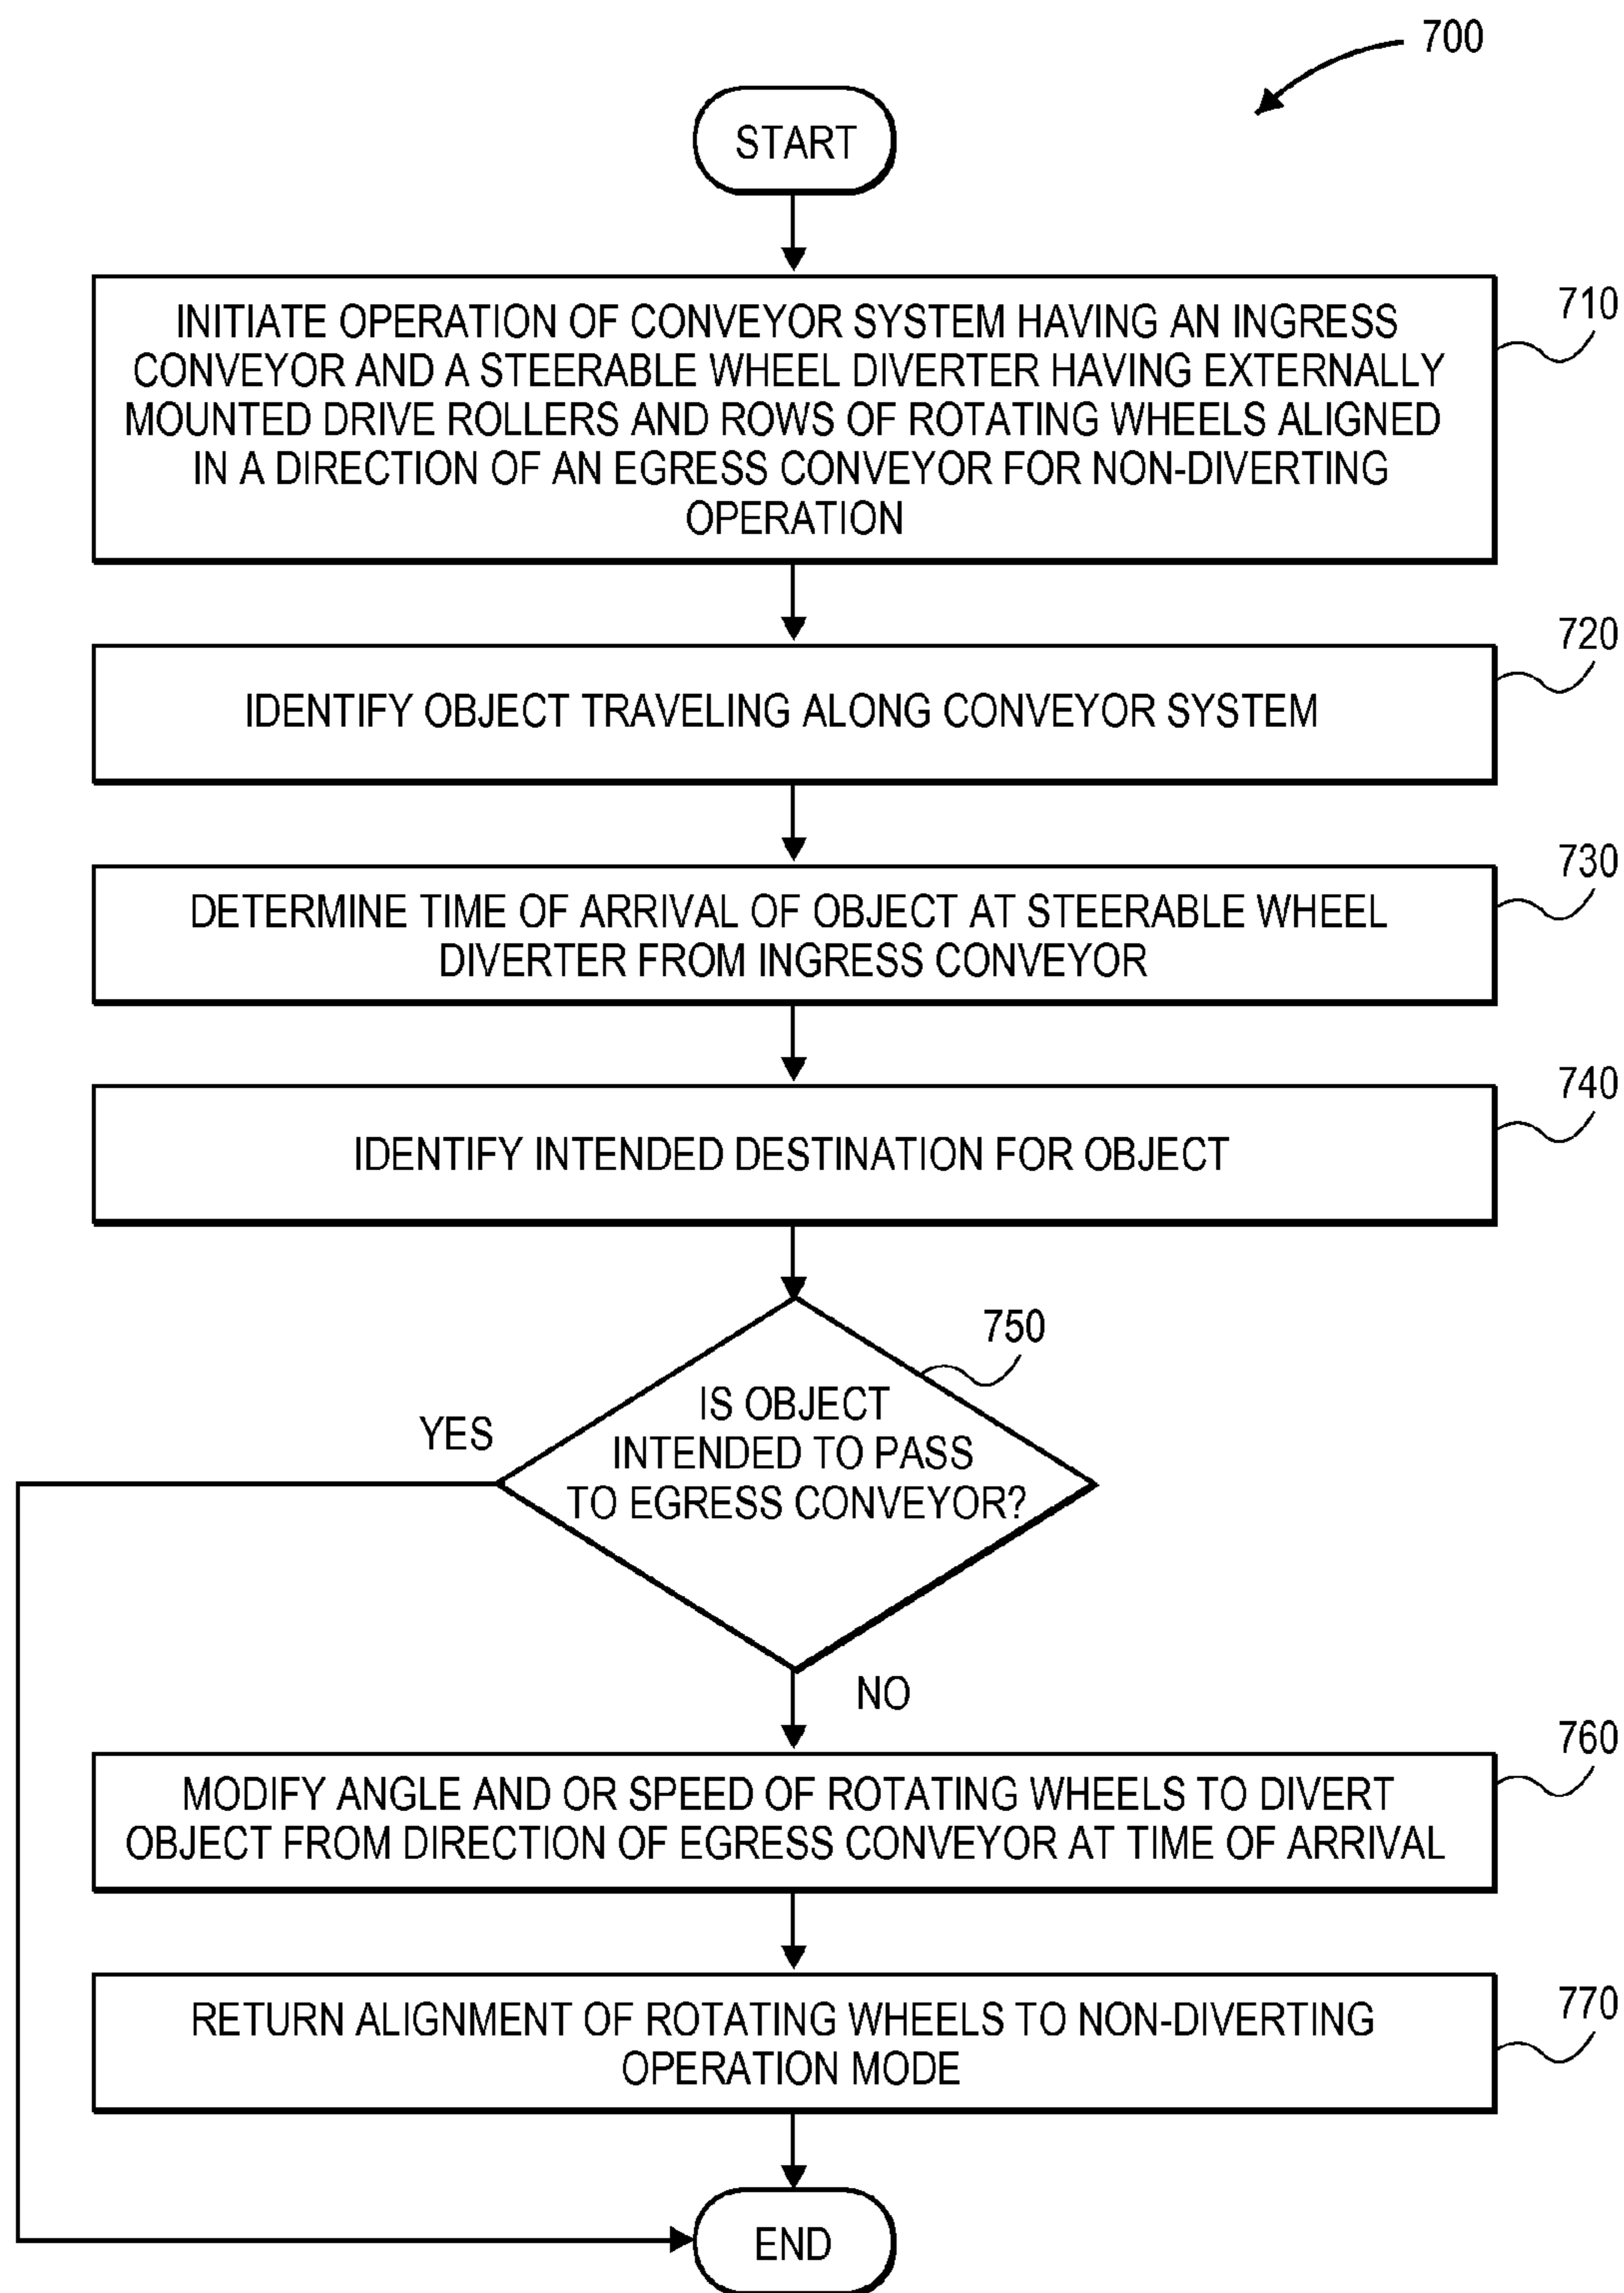 700
START
INITIATE OPERATION OF CONVEYOR SYSTEM HAVING AN INGRESS
CONVEYOR AND A STEERABLE WHEEL DIVERTER HAVING EXTERNALLY
MOUNTED DRIVE ROLLERS AND ROWS OF ROTATING WHEELS ALIGNED
IN A DIRECTION OF AN EGRESS CONVEYOR FOR NON-DIVERTING
OPERATION
710
IDENTIFY OBJECT TRAVELING ALONG CONVEYOR SYSTEM
720
DETERMINE TIME OF ARRIVAL OF OBJECT AT STEERABLE WHEEL
DIVERTER FROM INGRESS CONVEYOR
730
IDENTIFY INTENDED DESTINATION FOR OBJECT
740
IS OBJECT
INTENDED TO PASS
TO EGRESS CONVEYOR?
750
YES
NO
MODIFY ANGLE AND OR SPEED OF ROTATING WHEELS TO DIVERT
OBJECT FROM DIRECTION OF EGRESS CONVEYOR AT TIME OF ARRIVAL
760
RETURN ALIGNMENT OF ROTATING WHEELS TO NON-DIVERTING
OPERATION MODE
770
END